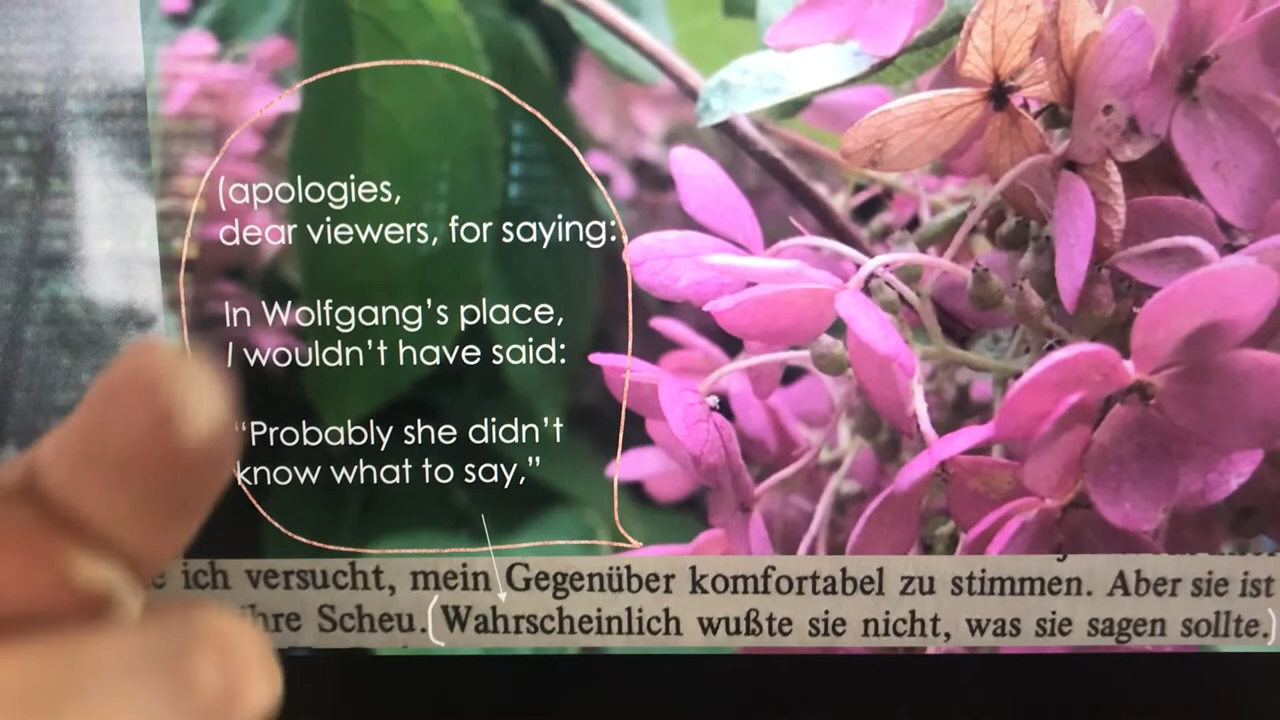 (apologies,
dear viewers, for saying:
In Wolfgang's place,
I wouldn't have said:
"Probably she didn't
know what to say,"
ich versucht, mein Gegenüber komfortabel zu stimmen. Aber sie ist
Scheu. (Wahrscheinlich wußte sie nicht, was sie sagen sollte.)